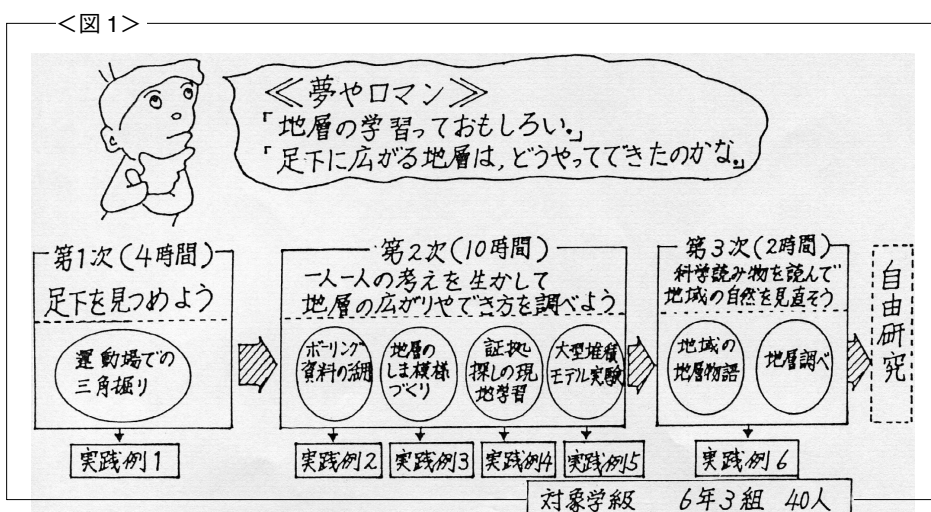 <図1>
≪夢やロマン≫
「地層の学習っておもしろい。」
「足下に広がる地層は,どうやってできたのかな。」
第1次(4時間)
足下を見つめよう
運動場での
三角掘り
実践例1
第2次(10時間)
一人一人の考えを生かして
地層の広がりやでき方を調べよう
ボーリング
資料の活用
地層の
しま模様
づくり
証拠
探しの現
地学習
大型堆積
モデル実験
実践例2
実践例3
実践例4
実践例5
第3次(2時間)
科学読み物を読んで
地域の自然を見直そう
地域の
地層物語
地層調べ
実践例6
自由研究
対象学級 6年3組 40人